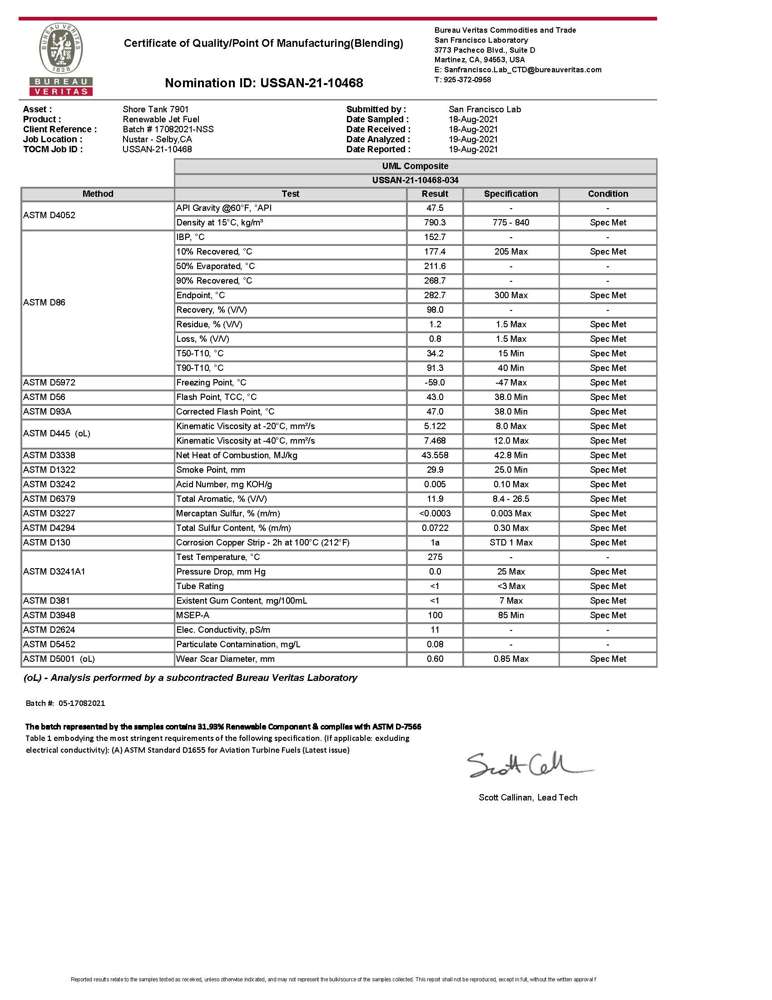 BUREAU VERITAS
1828
BUREAU
VERITAS
Certificate of Quality/Point Of Manufacturing(Blending)
Nomination ID: USSAN-21-10468
Bureau Veritas Commodities and Trade
San Francisco Laboratory
3773 Pacheco Blvd., Suite D
Martinez, CA, 94553, USA
E: Sanfrancisco.Lab_CTD@bureauveritas.com
T: 925-372-0958
Asset : Shore Tank 7901 Submitted by : San Francisco Lab
Product : Renewable Jet Fuel Date Sampled : 18-Aug-2021
Client Reference : Batch # 17082021-NSS Date Received : 18-Aug-2021
Job Location : Nustar - Selby,CA Date Analyzed : 19-Aug-2021
TOCM Job ID : USSAN-21-10468 Date Reported : 19-Aug-2021
UML Composite
USSAN-21-10468-034
Method Test Result Specification Condition
ASTM D4052 API Gravity @60°F, °API 47.5 - -
Density at 15°C, kg/m³ 790.3 775 - 840 Spec Met
ASTM D86 IBP, °C 152.7 - -
10% Recovered, °C 177.4 205 Max Spec Met
50% Evaporated, °C 211.6 - -
90% Recovered, °C 268.7 - -
Endpoint, °C 282.7 300 Max Spec Met
Recovery, % (V/V) 98.0 - -
Residue, % (V/V) 1.2 1.5 Max Spec Met
Loss, % (V/V) 0.8 1.5 Max Spec Met
T50-T10, °C 34.2 15 Min Spec Met
T90-T10, °C 91.3 40 Min Spec Met
ASTM D5972 Freezing Point, °C -59.0 -47 Max Spec Met
ASTM D56 Flash Point, TCC, °C 43.0 38.0 Min Spec Met
ASTM D93A Corrected Flash Point, °C 47.0 38.0 Min Spec Met
ASTM D445 (oL) Kinematic Viscosity at -20°C, mm²/s 5.122 8.0 Max Spec Met
Kinematic Viscosity at -40°C, mm²/s 7.468 12.0 Max Spec Met
ASTM D3338 Net Heat of Combustion, MJ/kg 43.558 42.8 Min Spec Met
ASTM D1322 Smoke Point, mm 29.9 25.0 Min Spec Met
ASTM D3242 Acid Number, mg KOH/g 0.005 0.10 Max Spec Met
ASTM D6379 Total Aromatic, % (V/V) 11.9 8.4 - 26.5 Spec Met
ASTM D3227 Mercaptan Sulfur, % (m/m) <0.0003 0.003 Max Spec Met
ASTM D4294 Total Sulfur Content, % (m/m) 0.0722 0.30 Max Spec Met
ASTM D130 Corrosion Copper Strip - 2h at 100°C (212°F) 1a STD 1 Max Spec Met
ASTM D3241A1 Test Temperature, °C 275 - -
Pressure Drop, mm Hg 0.0 25 Max Spec Met
Tube Rating <1 <3 Max Spec Met
ASTM D381 Existent Gum Content, mg/100mL <1 7 Max Spec Met
ASTM D3948 MSEP-A 100 85 Min Spec Met
ASTM D2624 Elec. Conductivity, pS/m 11 - -
ASTM D5452 Particulate Contamination, mg/L 0.08 - -
ASTM D5001 (oL) Wear Scar Diameter, mm 0.60 0.85 Max Spec Met
(oL) - Analysis performed by a subcontracted Bureau Veritas Laboratory
Batch #: 05-17082021
The batch represented by the samples contains 31.93% Renewable Component & complies with ASTM D-7566
Table 1 embodying the most stringent requirements of the following specification. (If applicable: excluding
electrical conductivity): (A) ASTM Standard D1655 for Aviation Turbine Fuels (Latest issue)
Scott Call
Scott Callinan, Lead Tech
Reported results relate to the samples tested as received, unless otherwise indicated, and may not represent the bulk/source of the samples collected. This report shall not be reproduced, except in full, without the written approval f